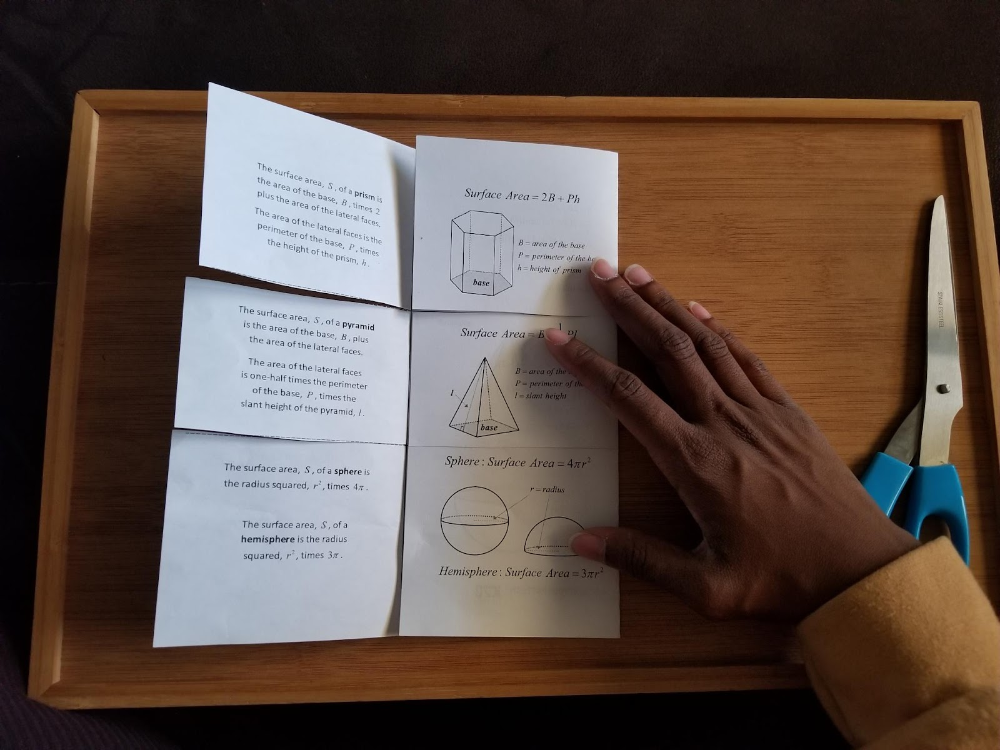 The surface area, S, of a prism is
the area of the base, B, times 2
plus the area of the lateral faces.
The area of the lateral faces is the
perimeter of the base, P, times
the height of the prism, h.
Surface Area = 2B + Ph
B = area of the base
P = perimeter of the
h = height of prism
base
The surface area, S, of a pyramid
is the area of the base, B, plus
the area of the lateral faces.
The area of the lateral faces
is one-half times the perimeter
of the base, P, times the
slant height of the pyramid, l.
Surface Area = B 1 Pl
B = area of the
P = perimeter of the
l = slant height
l
base
The surface area, S, of a sphere is
the radius squared, r², times 4π.
The surface area, S, of a
hemisphere is the radius
squared, r², times 3π.
Sphere: Surface Area = 4πr²
r = radius
Hemisphere: Surface Area = 3πr²
STAINLESS STEEL